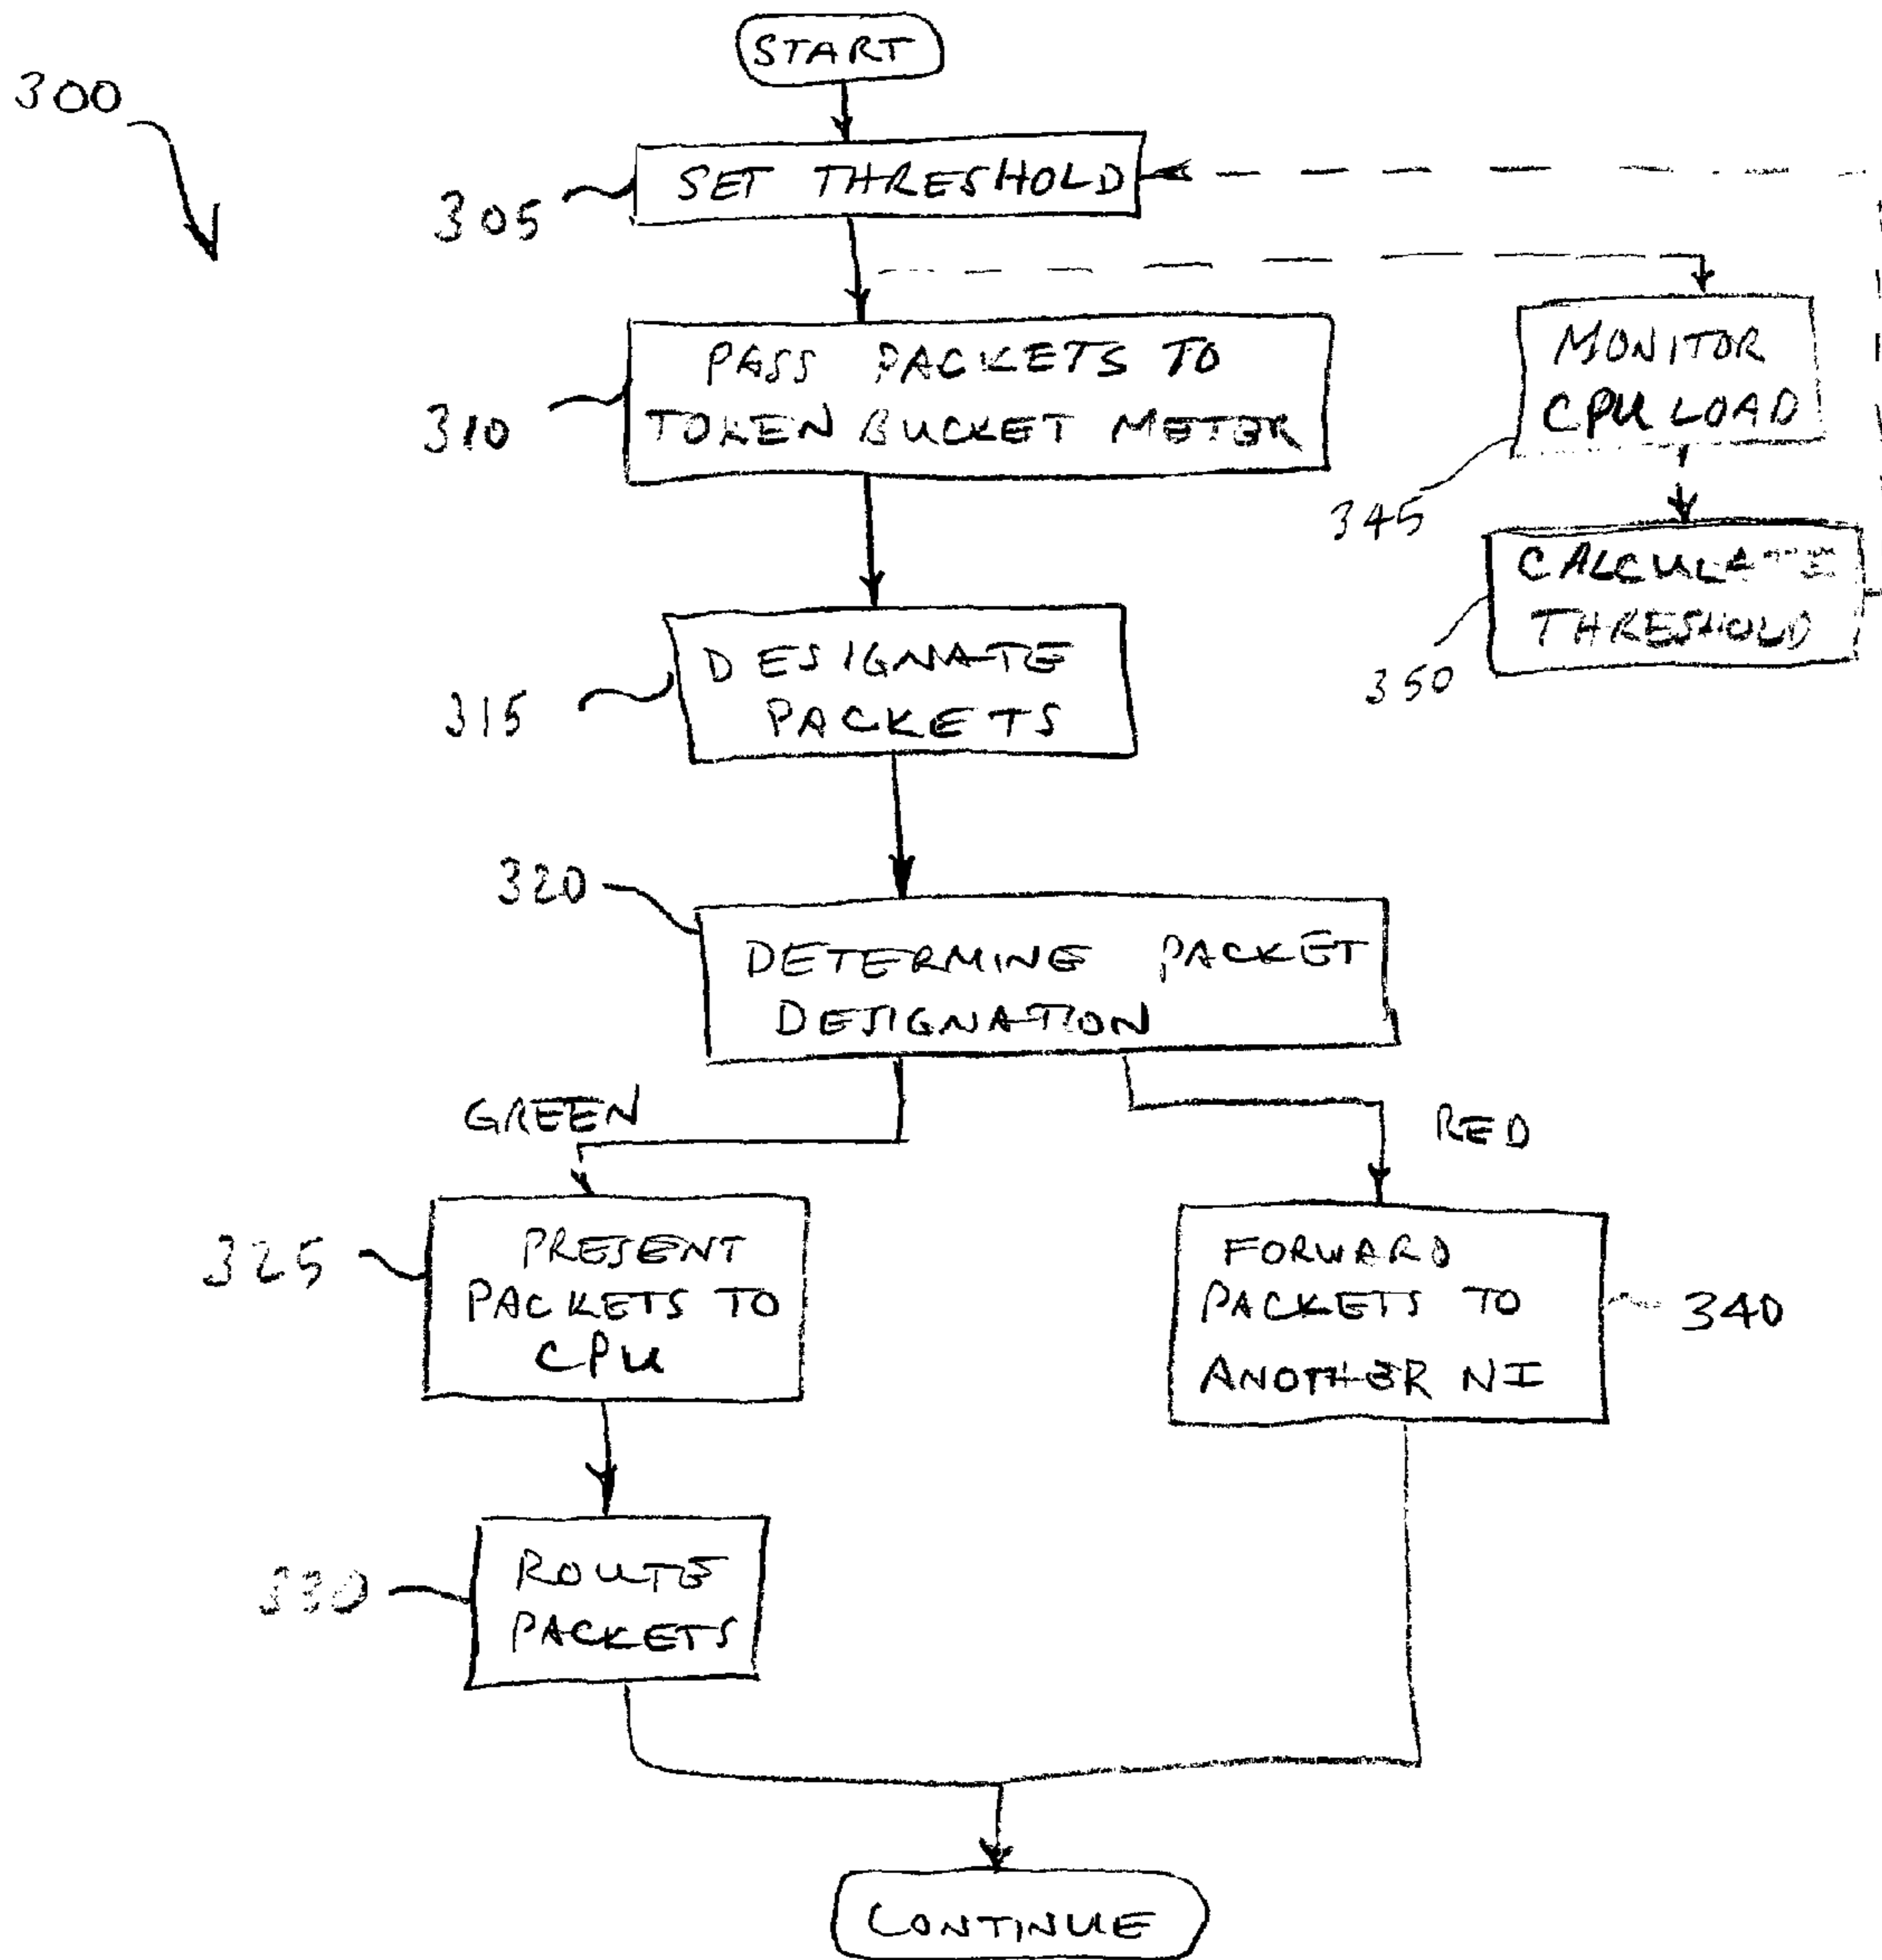 START
300
SET THRESHOLD
305
PASS PACKETS TO
TOKEN BUCKET METER
310
MONITOR
CPU LOAD
345
CALCULATE
THRESHOLD
350
DESIGNATE
PACKETS
315
320
DETERMINE PACKET
DESIGNATION
GREEN
RED
325
PRESENT
PACKETS TO
CPU
FORWARD
PACKETS TO
ANOTHER NI
340
330
ROUTE
PACKETS
CONTINUE